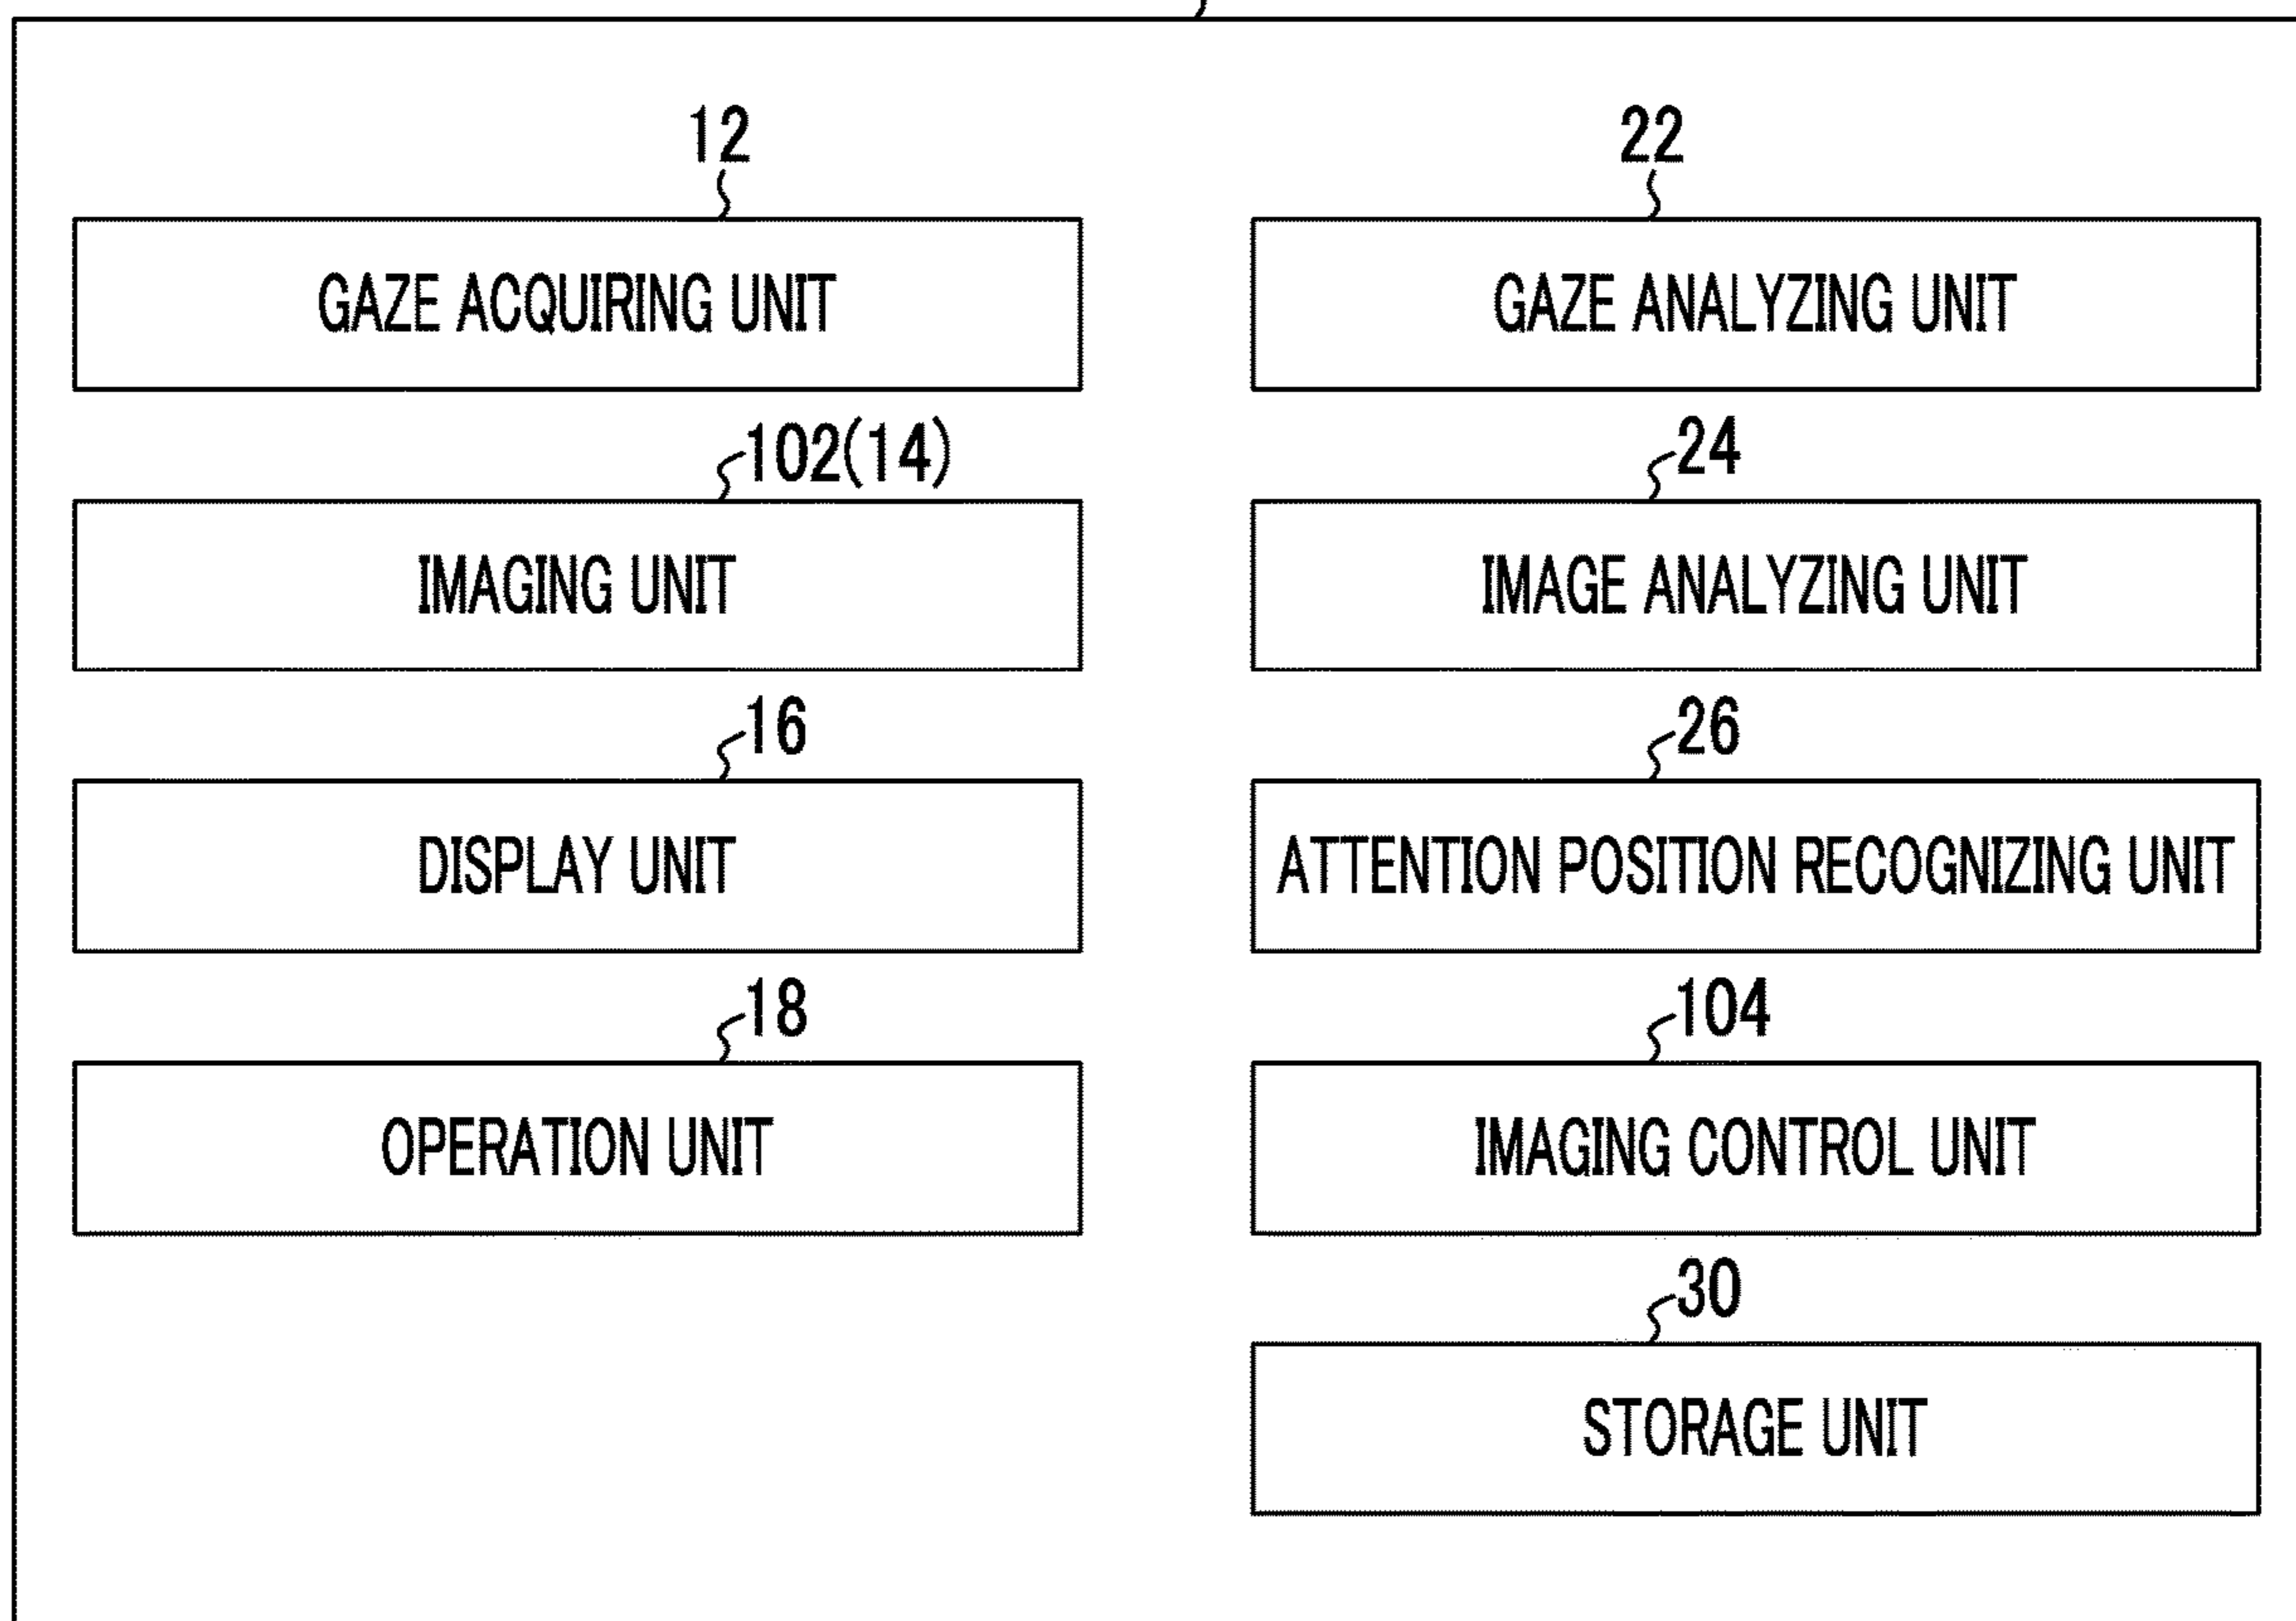 12
GAZE ACQUIRING UNIT
102(14)
IMAGING UNIT
16
DISPLAY UNIT
18
OPERATION UNIT
22
GAZE ANALYZING UNIT
24
IMAGE ANALYZING UNIT
26
ATTENTION POSITION RECOGNIZING UNIT
104
IMAGING CONTROL UNIT
30
STORAGE UNIT